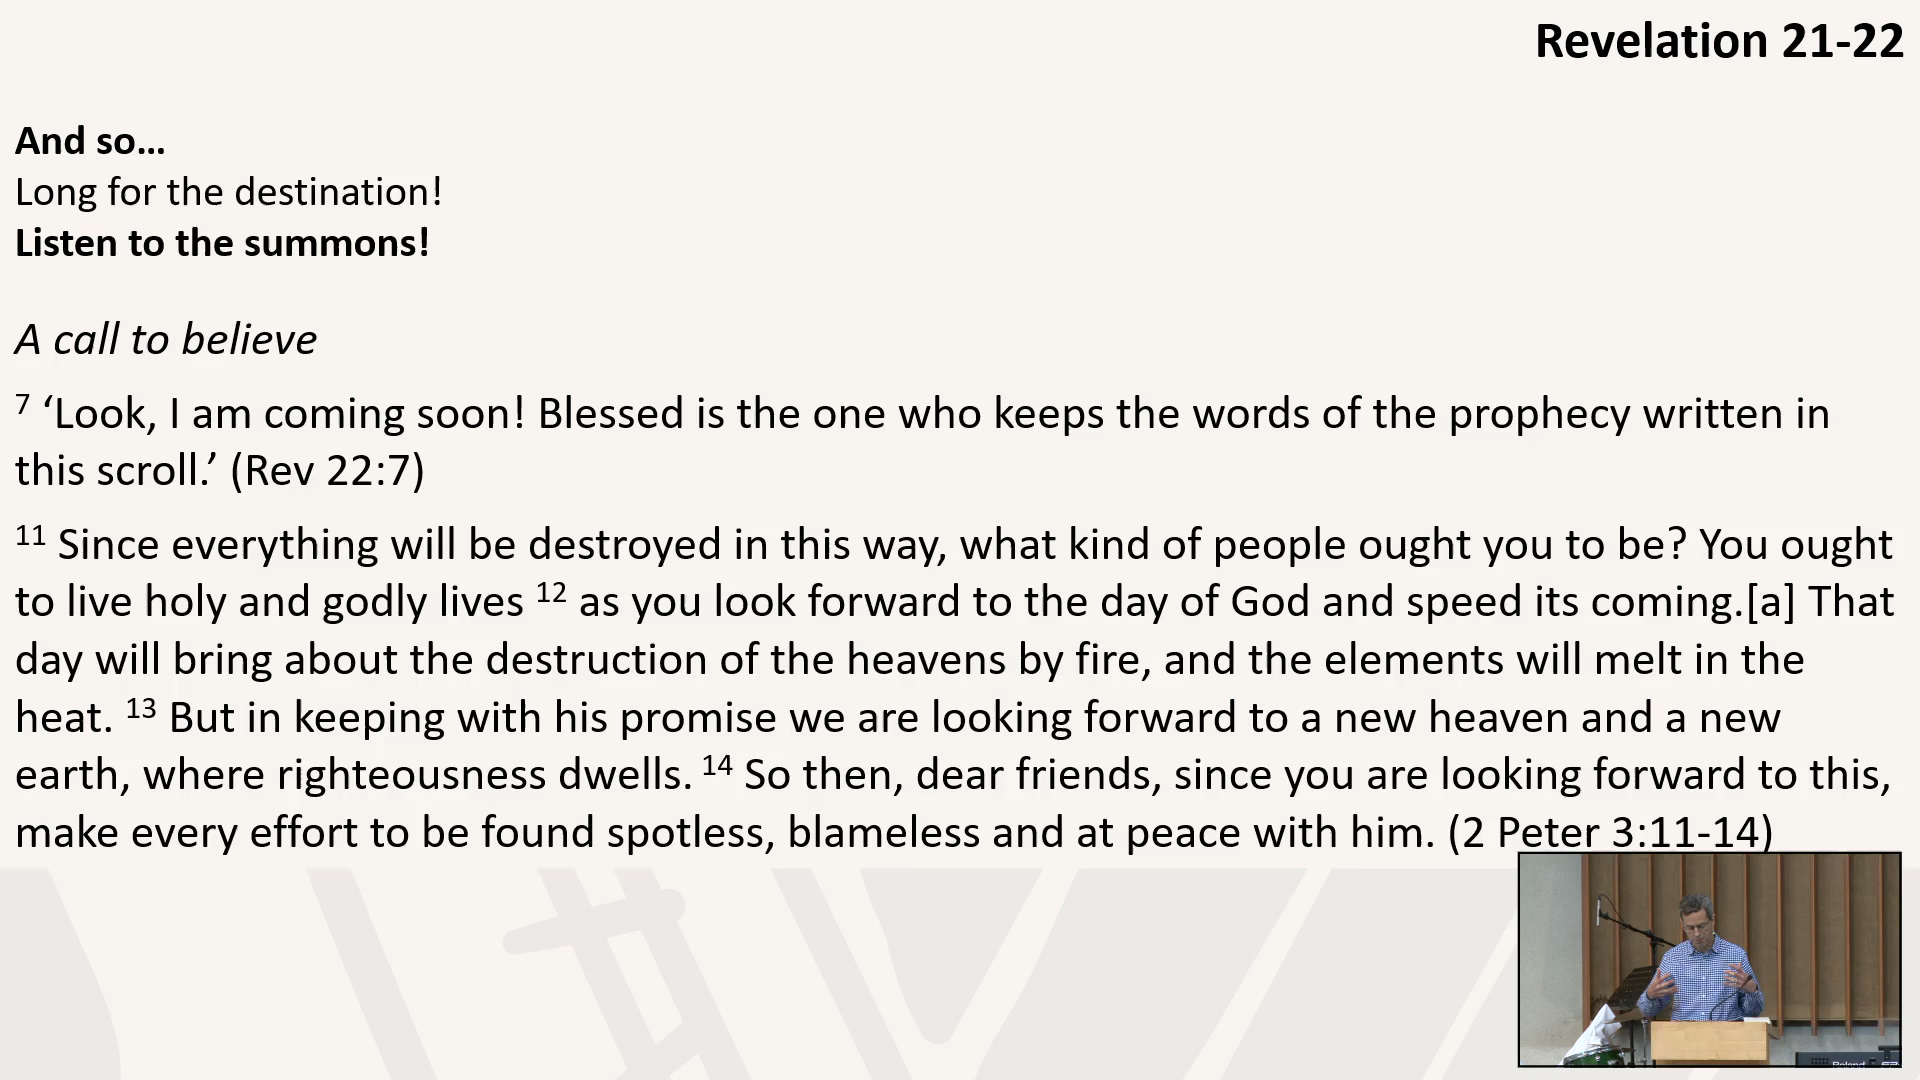 Revelation 21-22
And so…
Long for the destination!
Listen to the summons!
A call to believe
7 ‘Look, I am coming soon! Blessed is the one who keeps the words of the prophecy written in
this scroll.’ (Rev 22:7)
11 Since everything will be destroyed in this way, what kind of people ought you to be? You ought
to live holy and godly lives 12 as you look forward to the day of God and speed its coming.[a] That
day will bring about the destruction of the heavens by fire, and the elements will melt in the
heat. 13 But in keeping with his promise we are looking forward to a new heaven and a new
earth, where righteousness dwells. 14 So then, dear friends, since you are looking forward to this,
make every effort to be found spotless, blameless and at peace with him. (2 Peter 3:11-14)
Roland